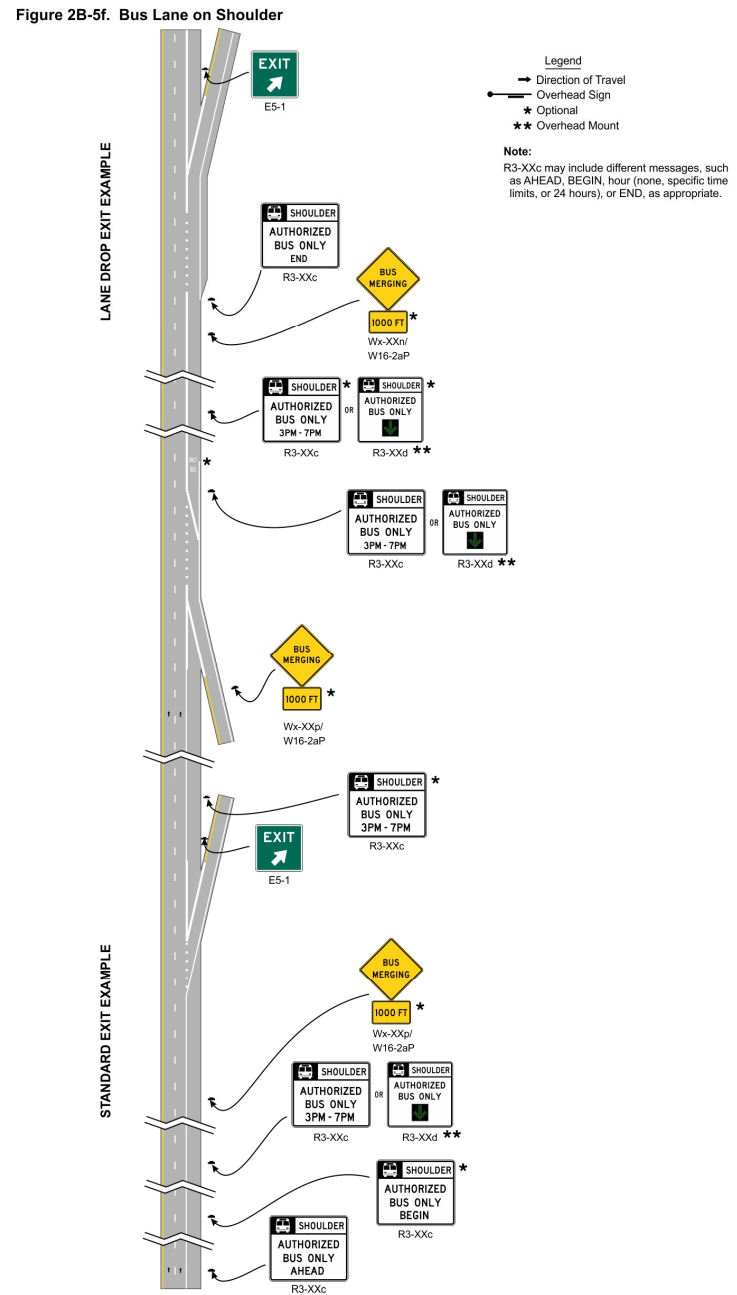 Figure 2B-5f. Bus Lane on Shoulder
Legend
Direction of Travel
Overhead Sign
* Optional
** Overhead Mount
Note:
R3-XXc may include different messages, such
as AHEAD, BEGIN, hour (none, specific time
limits, or 24 hours), or END, as appropriate.
LANE DROP EXIT EXAMPLE
EXIT
E5-1
SHOULDER
AUTHORIZED
BUS ONLY
END
R3-XXc
BUS
MERGING
1000 FT *
Wx-XXn/
W16-2aP
SHOULDER *
AUTHORIZED
BUS ONLY
3PM - 7PM
R3-XXc
OR
SHOULDER *
AUTHORIZED
BUS ONLY
R3-XXd **
ONLY *
BUS
SHOULDER
AUTHORIZED
BUS ONLY
3PM - 7PM
R3-XXc
OR
SHOULDER
AUTHORIZED
BUS ONLY
R3-XXd **
BUS
MERGING
1000 FT *
Wx-XXp/
W16-2aP
SHOULDER *
AUTHORIZED
BUS ONLY
3PM - 7PM
R3-XXc
EXIT
E5-1
STANDARD EXIT EXAMPLE
BUS
MERGING
1000 FT *
Wx-XXp/
W16-2aP
SHOULDER
AUTHORIZED
BUS ONLY
3PM - 7PM
R3-XXc
OR
SHOULDER
AUTHORIZED
BUS ONLY
R3-XXd **
SHOULDER *
AUTHORIZED
BUS ONLY
BEGIN
R3-XXc
SHOULDER
AUTHORIZED
BUS ONLY
AHEAD
R3-XXc